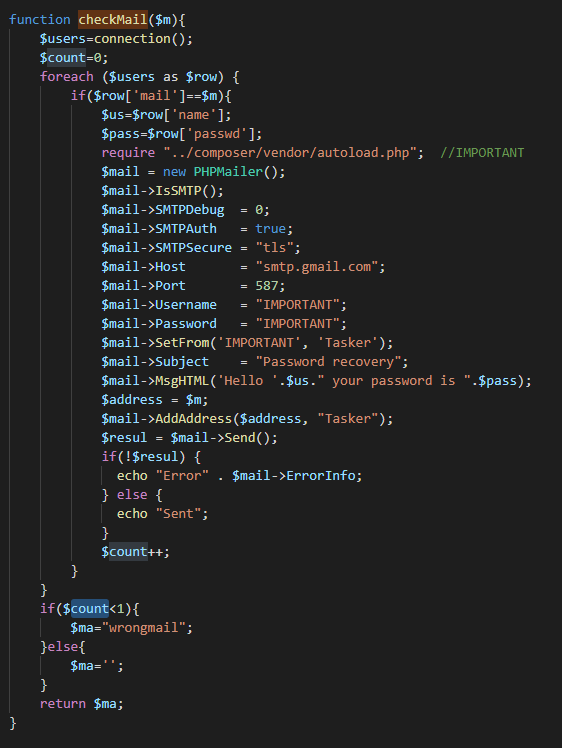 function checkMail($m){
    $users=connection();
    $count=0;
    foreach ($users as $row) {
        if($row['mail']==$m){
            $us=$row['name'];
            $pass=$row['passwd'];
            require "../composer/vendor/autoload.php";  //IMPORTANT
            $mail = new PHPMailer();
            $mail->IsSMTP();
            $mail->SMTPDebug  = 0;
            $mail->SMTPAuth   = true;
            $mail->SMTPSecure = "tls";
            $mail->Host       = "smtp.gmail.com";
            $mail->Port       = 587;
            $mail->Username   = "IMPORTANT";
            $mail->Password   = "IMPORTANT";
            $mail->SetFrom('IMPORTANT', 'Tasker');
            $mail->Subject    = "Password recovery";
            $mail->MsgHTML('Hello '.$us." your password is ".$pass);
            $address = $m;
            $mail->AddAddress($address, "Tasker");
            $resul = $mail->Send();
            if(!$resul) {
              echo "Error" . $mail->ErrorInfo;
            } else {
              echo "Sent";
            }
            $count++;
        }
    }
    if($count<1){
        $ma="wrongmail";
    }else{
        $ma='';
    }
    return $ma;
}